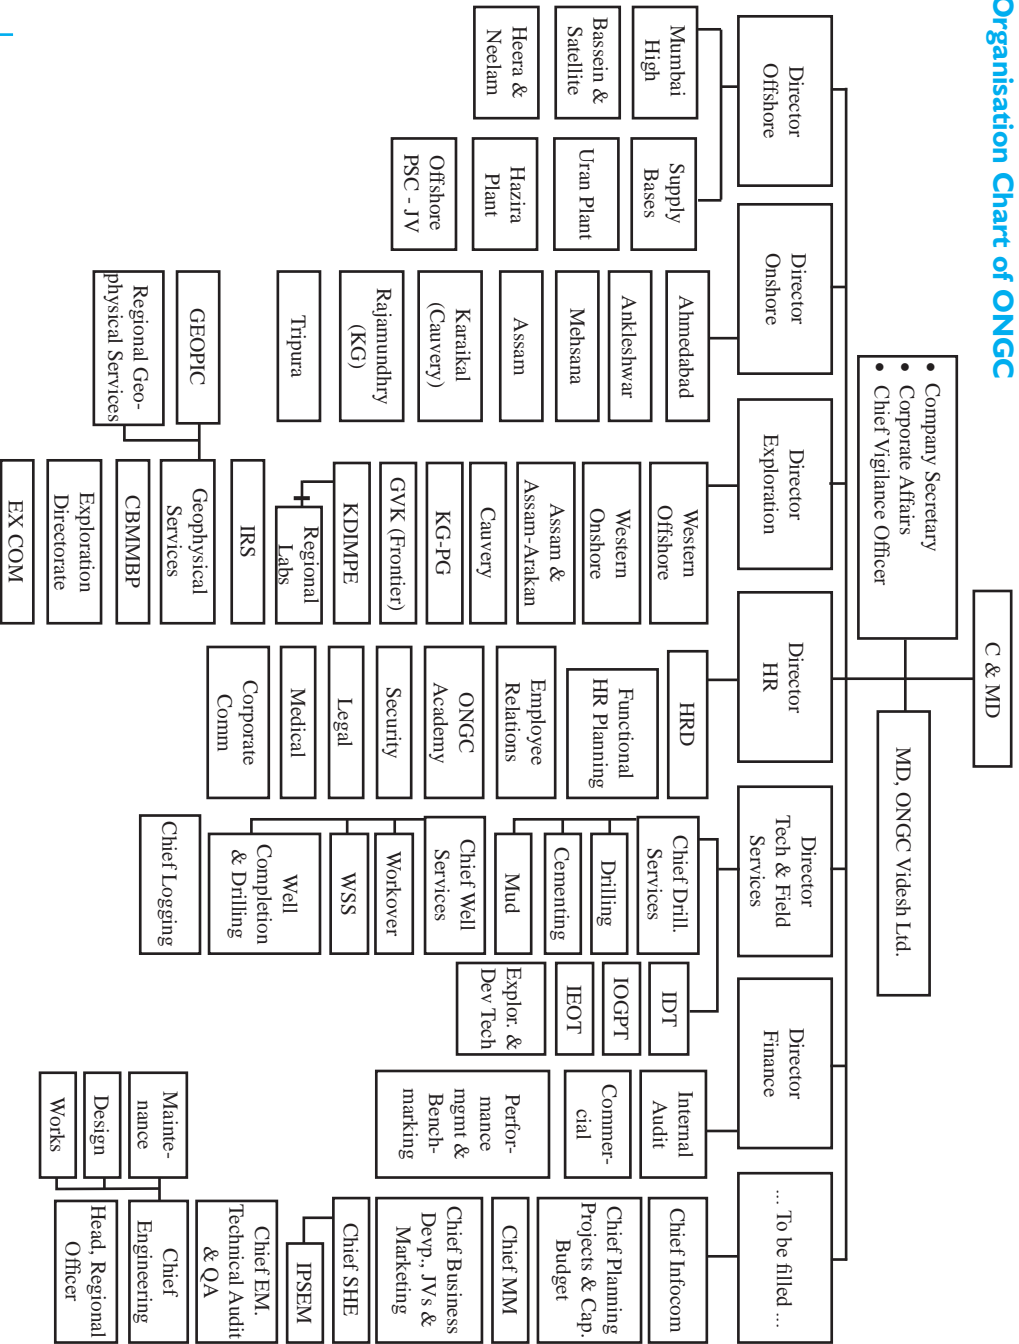 Organisation Chart of ONGC
C & MD
• Company Secretary
• Corporate Affairs
• Chief Vigilance Officer
MD, ONGC Videsh Ltd.
Director
Offshore
Director
Onshore
Director
Exploration
Director
HR
Director
Tech & Field
Services
Director
Finance
... To be filled ...
Mumbai
High
Bassein &
Satellite
Heera &
Neelam
Supply
Bases
Uran Plant
Hazira
Plant
Offshore
PSC - JV
Ahmedabad
Ankleshwar
Mehsana
Assam
Karaikal
(Cauvery)
Rajamundhry
(KG)
Tripura
Western
Offshore
Western
Onshore
Assam &
Assam-Arakan
Cauvery
KG-PG
GVK (Frontier)
KDIMPE
Regional
Labs
IRS
Geophysical
Services
GEOPIC
Regional Geo-
physical Services
CBMMBP
Exploration
Directorate
EX COM
HRD
Functional
HR Planning
Employee
Relations
ONGC
Academy
Security
Legal
Medical
Corporate
Comm
Chief Drill.
Services
Drilling
Cementing
Mud
Chief Well
Services
Workover
WSS
Well
Completion
& Drilling
Chief Logging
IDT
IOGPT
IEOT
Explor. &
Dev Tech
Internal
Audit
Commer-
cial
Perfor-
mance
mgmt &
Bench-
marking
Chief Infocom
Chief Planning
Projects & Cap.
Budget
Chief MM
Chief Business
Devp., JVs &
Marketing
Chief SHE
IPSEM
Chief EM.
Technical Audit
& QA
Chief
Engineering
Mainte-
nance
Design
Works
Head, Regional
Officer